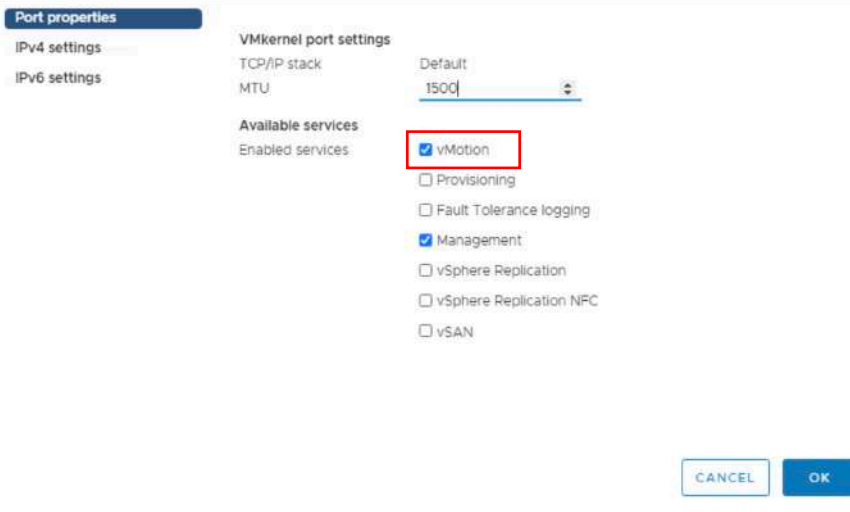 Port properties
IPv4 settings
IPv6 settings
VMkernel port settings
TCP/IP stack Default
MTU 1500
Available services
Enabled services vMotion
Provisioning
Fault Tolerance logging
Management
vSphere Replication
vSphere Replication NFC
vSAN
CANCEL OK